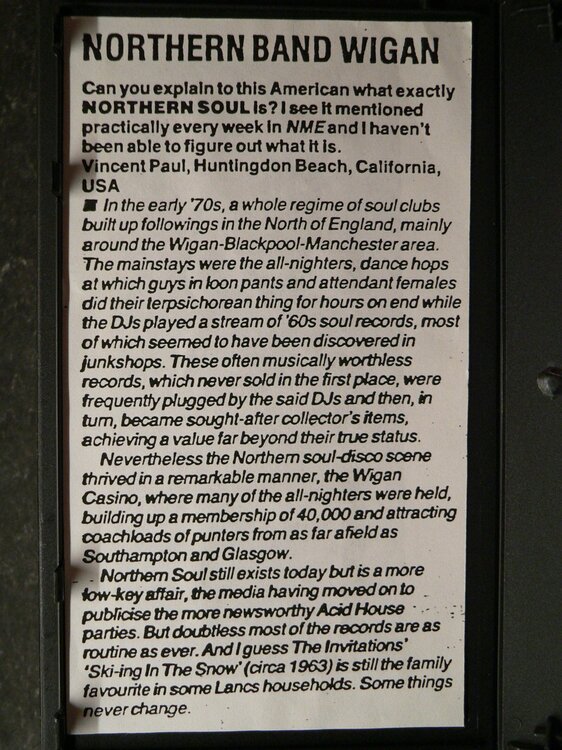 NORTHERN BAND WIGAN
Can you explain to this American what exactly
NORTHERN SOUL is? I see it mentioned
practically every week in NME and I haven't
been able to figure out what it is.
Vincent Paul, Huntingdon Beach, California,
USA
■ In the early '70s, a whole regime of soul clubs
built up followings in the North of England, mainly
around the Wigan-Blackpool-Manchester area.
The mainstays were the all-nighters, dance hops
at which guys in loon pants and attendant females
did their terpsichorean thing for hours on end while
the DJs played a stream of '60s soul records, most
of which seemed to have been discovered in
junkshops. These often musically worthless
records, which never sold in the first place, were
frequently plugged by the said DJs and then, in
turn, became sought-after collector's items,
achieving a value far beyond their true status.
Nevertheless the Northern soul-disco scene
thrived in a remarkable manner, the Wigan
Casino, where many of the all-nighters were held,
building up a membership of 40,000 and attracting
coachloads of punters from as far afield as
Southampton and Glasgow.
Northern Soul still exists today but is a more
low-key affair, the media having moved on to
publicise the more newsworthy Acid House
parties. But doubtless most of the records are as
routine as ever. And I guess The Invitations'
'Ski-ing In The Snow' (circa 1963) is still the family
favourite in some Lancs households. Some things
never change.